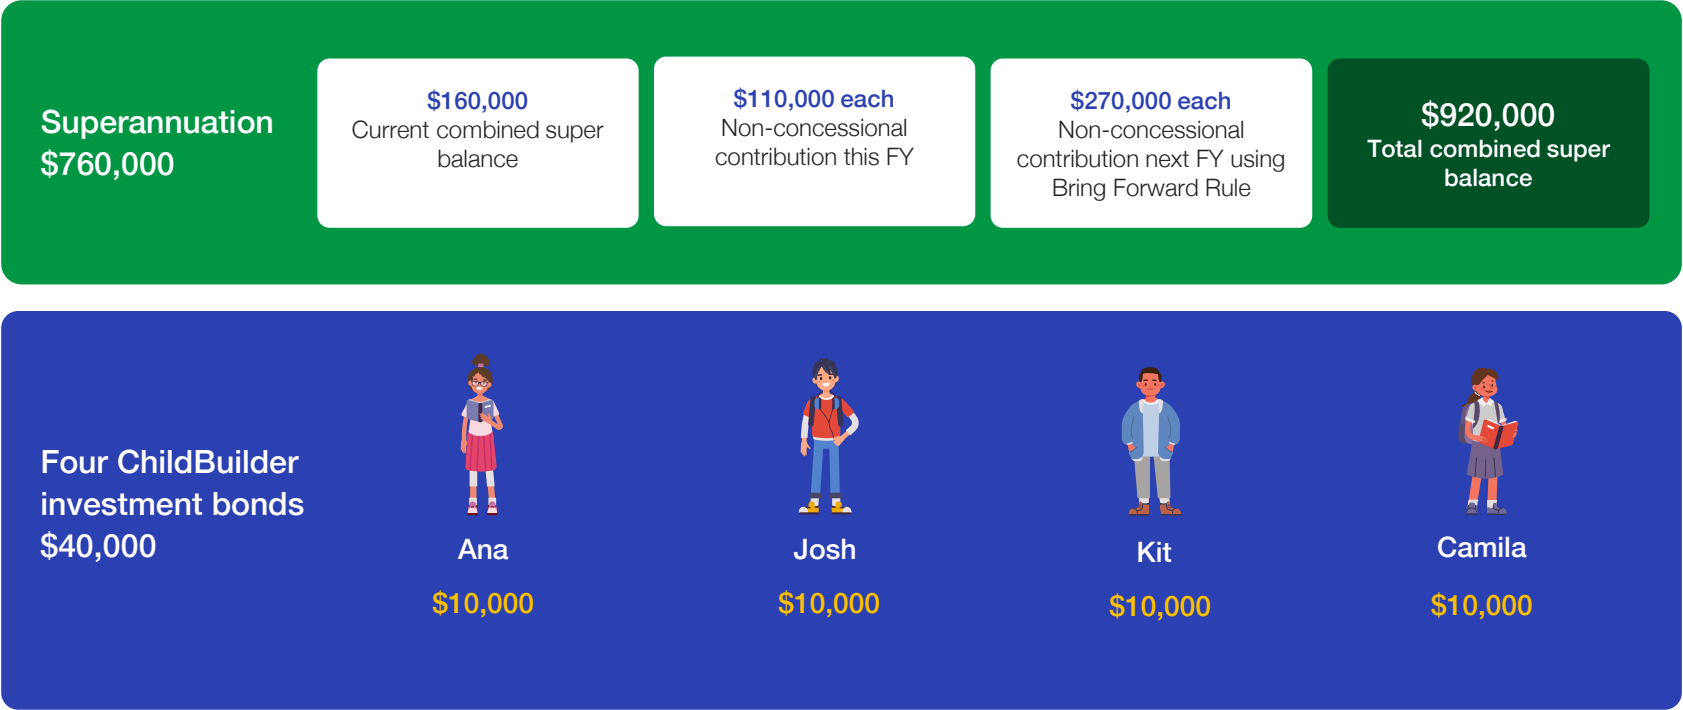 Superannuation
$760,000
$160,000
Current combined super
balance
$110,000 each
Non-concessional
contribution this FY
$270,000 each
Non-concessional
contribution next FY using
Bring Forward Rule
$920,000
Total combined super
balance
Four ChildBuilder
investment bonds
$40,000
Ana
$10,000
Josh
$10,000
Kit
$10,000
Camila
$10,000